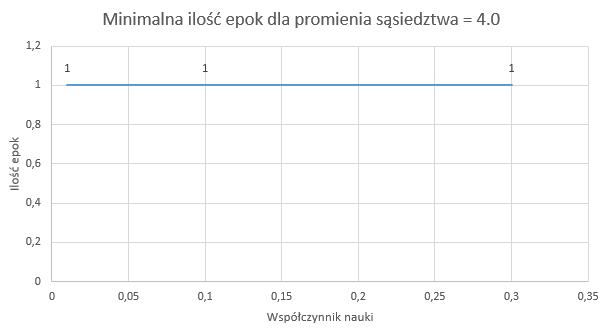 Minimalna ilość epok dla promienia sąsiedztwa = 4.0
1,2
1
0,8
0,6
0,4
0,2
0
1 1 1
Ilość epok
0 0,05 0,1 0,15 0,2 0,25 0,3 0,35
Współczynnik nauki